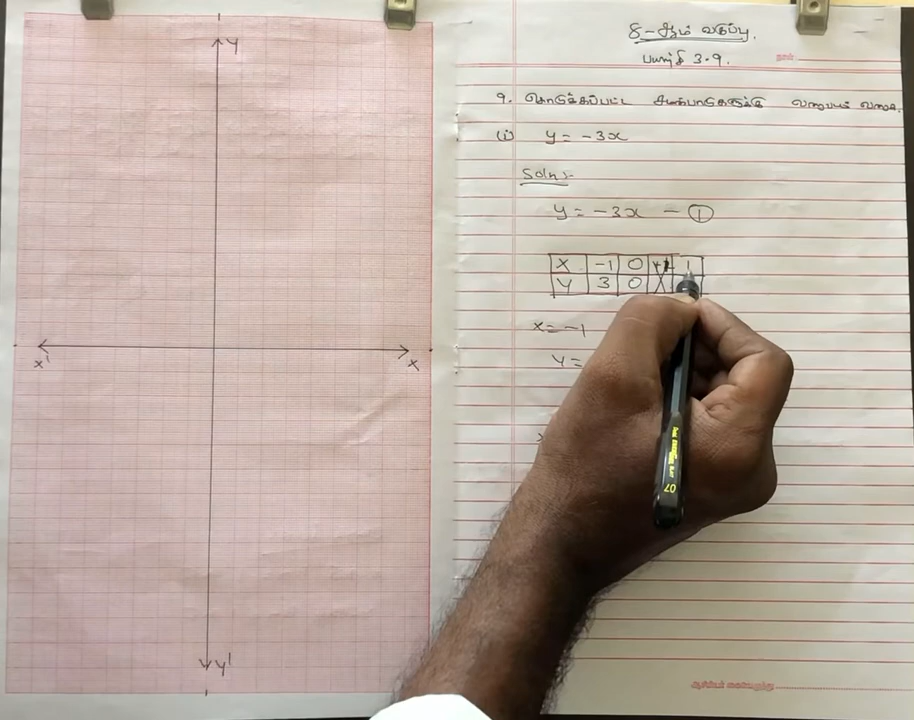 Y
X'
X
Y'
8-ஆம் வகுப்பு.
பயிற்சி 3.9.
நாள்
9. கொடுக்கப்பட்ட சமன்பாடுகளுக்கு வரைபடம் வரைக.
(i) y = -3x
Soln:-
y = -3x - ①
X -1 0 1
Y 3 0
x = -1
Y =
07